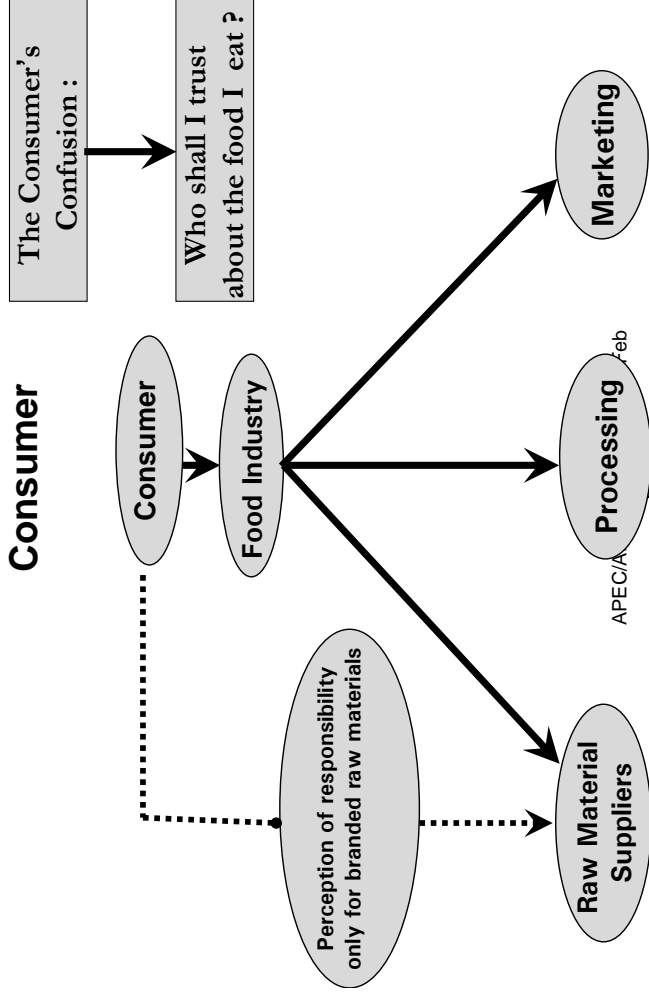 Consumer
The Consumer’s
Confusion :
Who shall I trust
about the food I eat ?
Consumer
Food Industry
Perception of responsibility
only for branded raw materials
Raw Material
Suppliers
Processing
Marketing
Feb